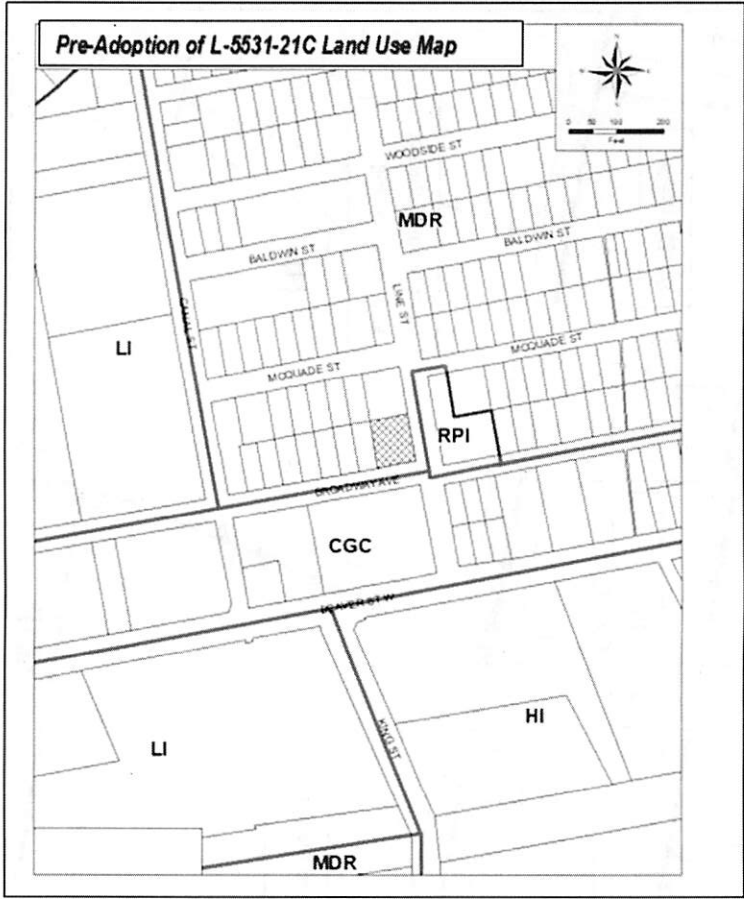 Pre-Adoption of L-5531-21C Land Use Map
N
S
0 50 100 200
Feet
WOODSIDE ST
MDR
BALDWIN ST
BALDWIN ST
LINE ST
CANAL ST
LI
MCQUADE ST
MCQUADE ST
RPI
BROADWAY AVE
CGC
BEAVER ST W
KING ST
HI
LI
MDR